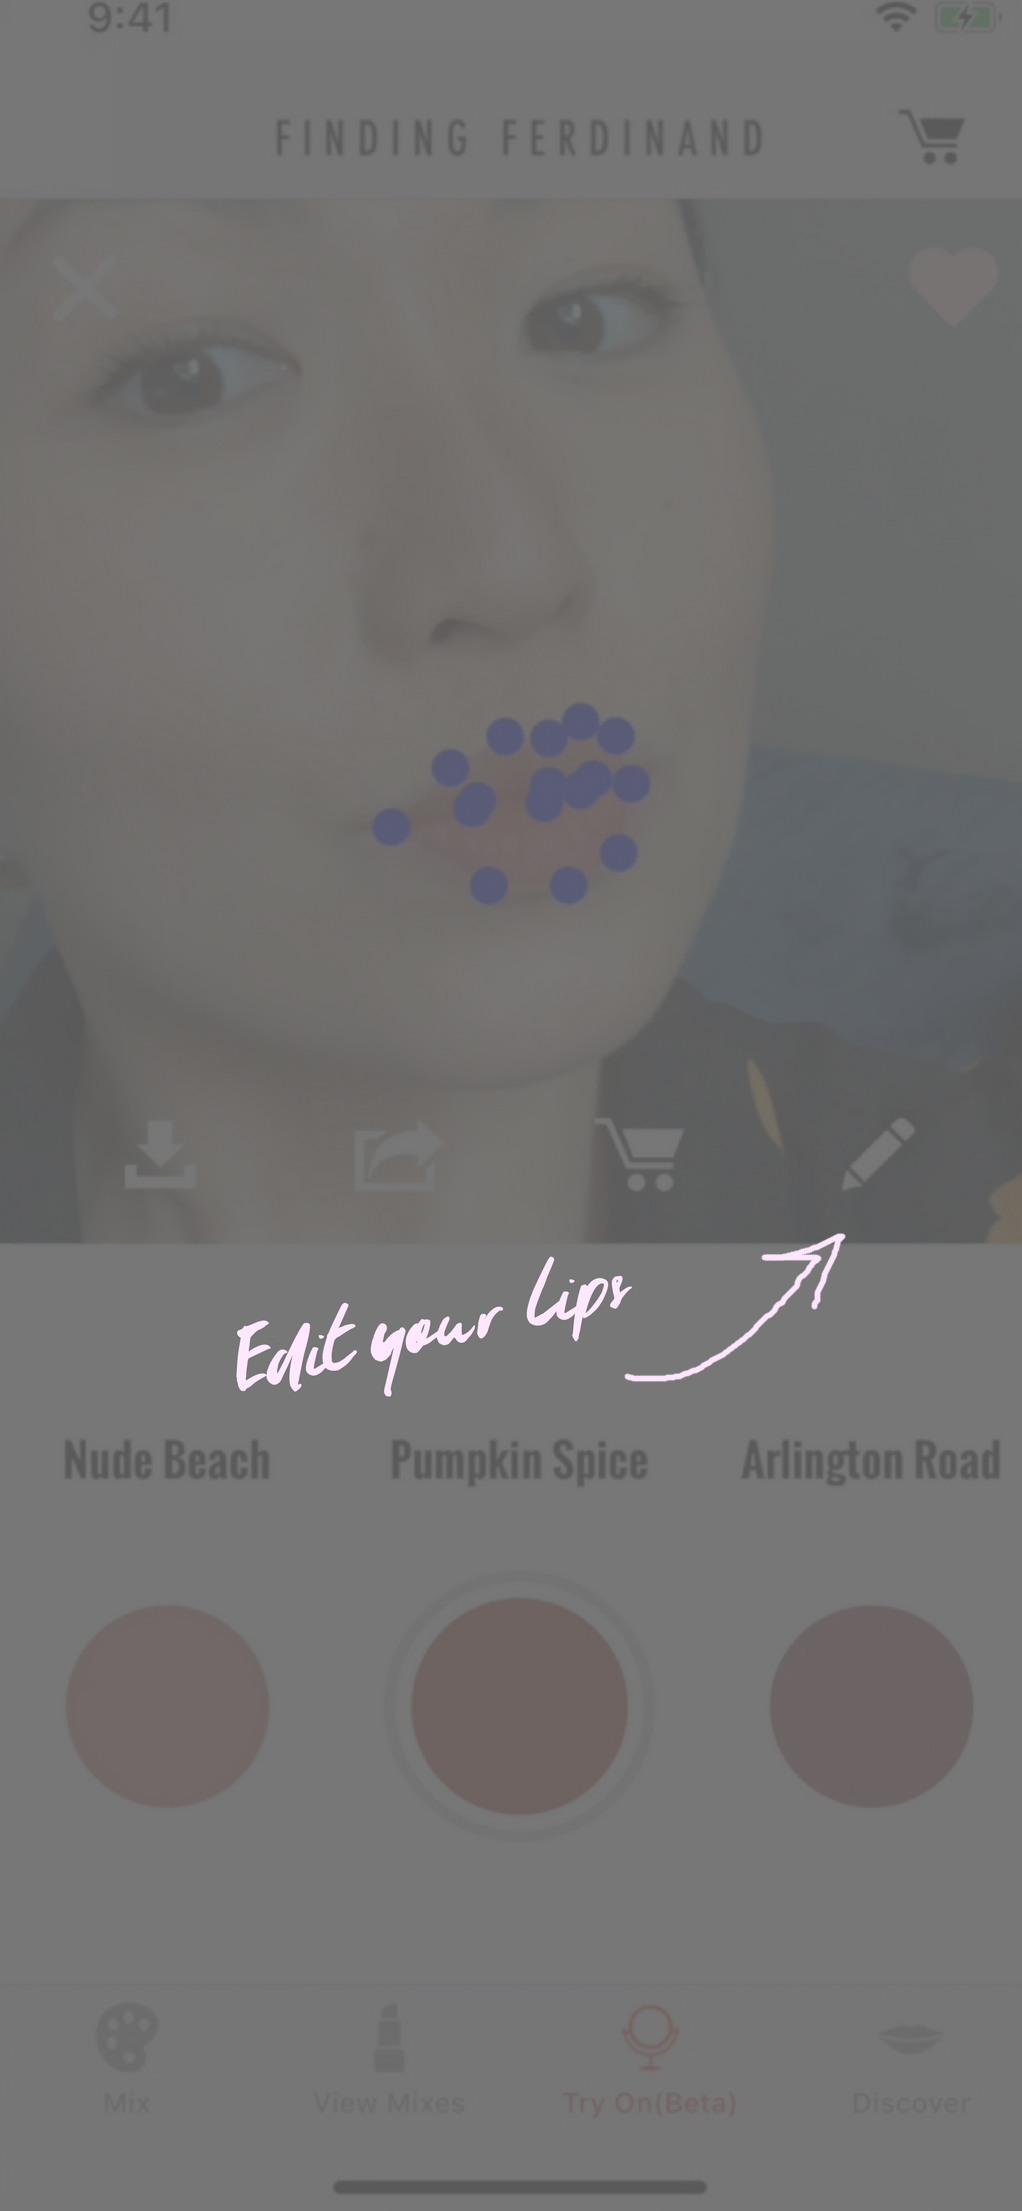 9:41
FINDING FERDINAND
Edit your lips
Nude Beach
Pumpkin Spice
Arlington Road
Mix
View Mixes
Try On(Beta)
Discover